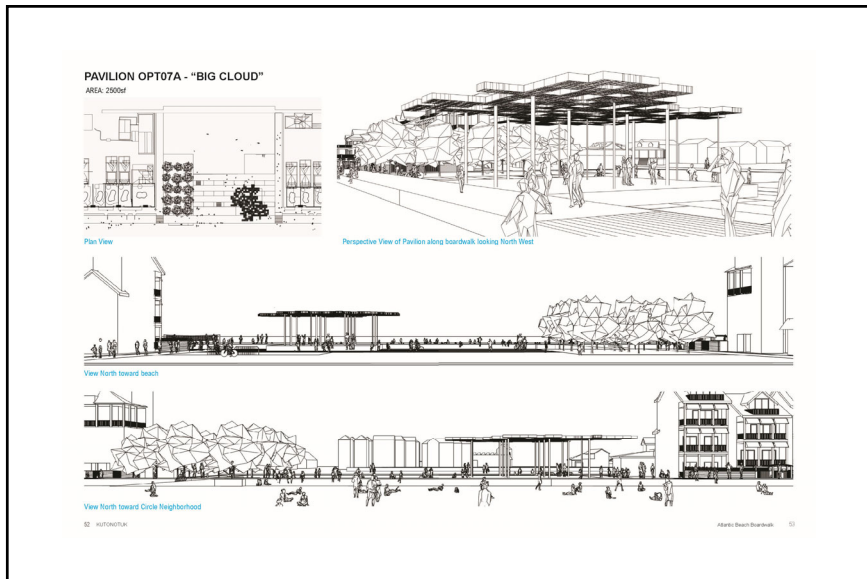 PAVILION OPT07A - “BIG CLOUD”
AREA: 2500sf
Plan View
Perspective View of Pavilion along boardwalk looking North West
View North toward beach
View North toward Circle Neighborhood
52 KUTONOTUK
Atlantic Beach Boardwalk 53